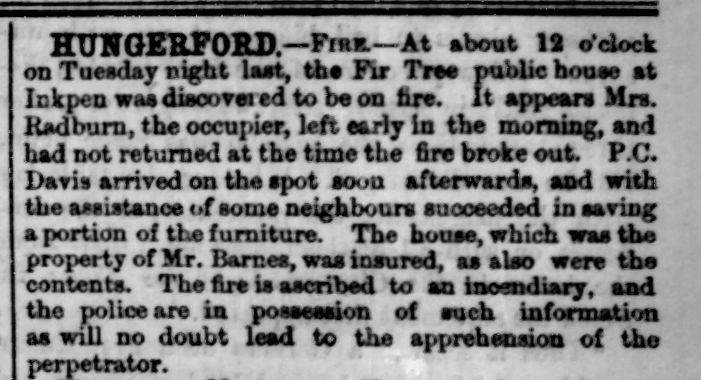 HUNGERFORD.—FIRE.—At about 12 o'clock
on Tuesday night last, the Fir Tree public house at
Inkpen was discovered to be on fire. It appears Mrs.
Radburn, the occupier, left early in the morning, and
had not returned at the time the fire broke out. P.C.
Davis arrived on the spot soon afterwards, and with
the assistance of some neighbours succeeded in saving
a portion of the furniture. The house, which was the
property of Mr. Barnes, was insured, as also were the
contents. The fire is ascribed to an incendiary, and
the police are in possession of such information
as will no doubt lead to the apprehension of the
perpetrator.